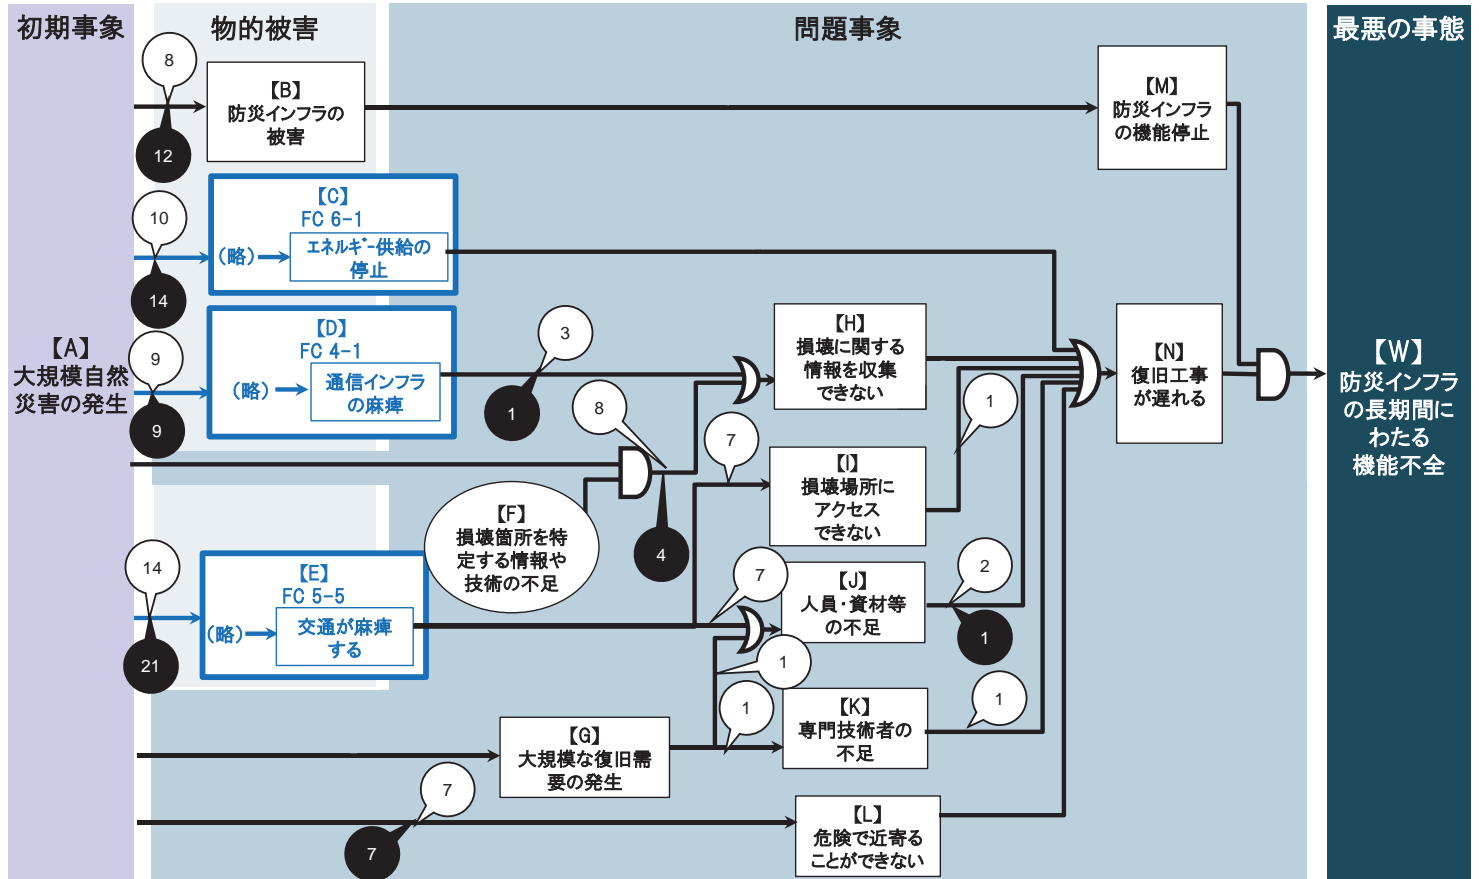 初期事象
物的被害
問題事象
最悪の事態
8
【B】
防災インフラの
被害
12
【M】
防災インフラ
の機能停止
10
【C】
FC 6-1
(略)
エネルギー供給の
停止
14
【A】
大規模自然
災害の発生
9
【D】
FC 4-1
(略)
通信インフラ
の麻痺
9
3
1
8
【H】
損壊に関する
情報を収集
できない
【N】
復旧工事
が遅れる
【W】
防災インフラ
の長期間に
わたる
機能不全
1
7
【I】
損壊場所に
アクセス
できない
【F】
損壊箇所を特
定する情報や
技術の不足
4
14
【E】
FC 5-5
(略)
交通が麻痺
する
21
7
【J】
人員・資材等
の不足
2
1
1
1
【K】
専門技術者の
不足
1
【G】
大規模な復旧需
要の発生
7
7
【L】
危険で近寄る
ことができない